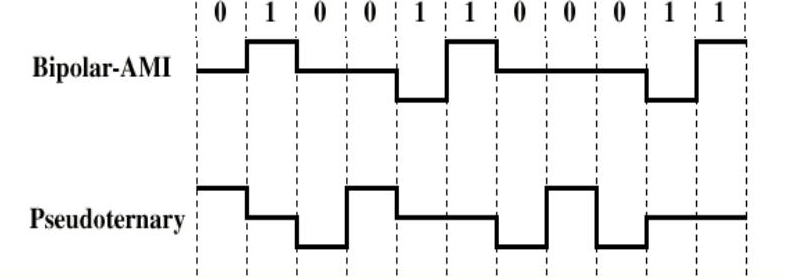 0 1 0 0 1 1 0 0 0 1 1
Bipolar-AMI
Pseudoternary